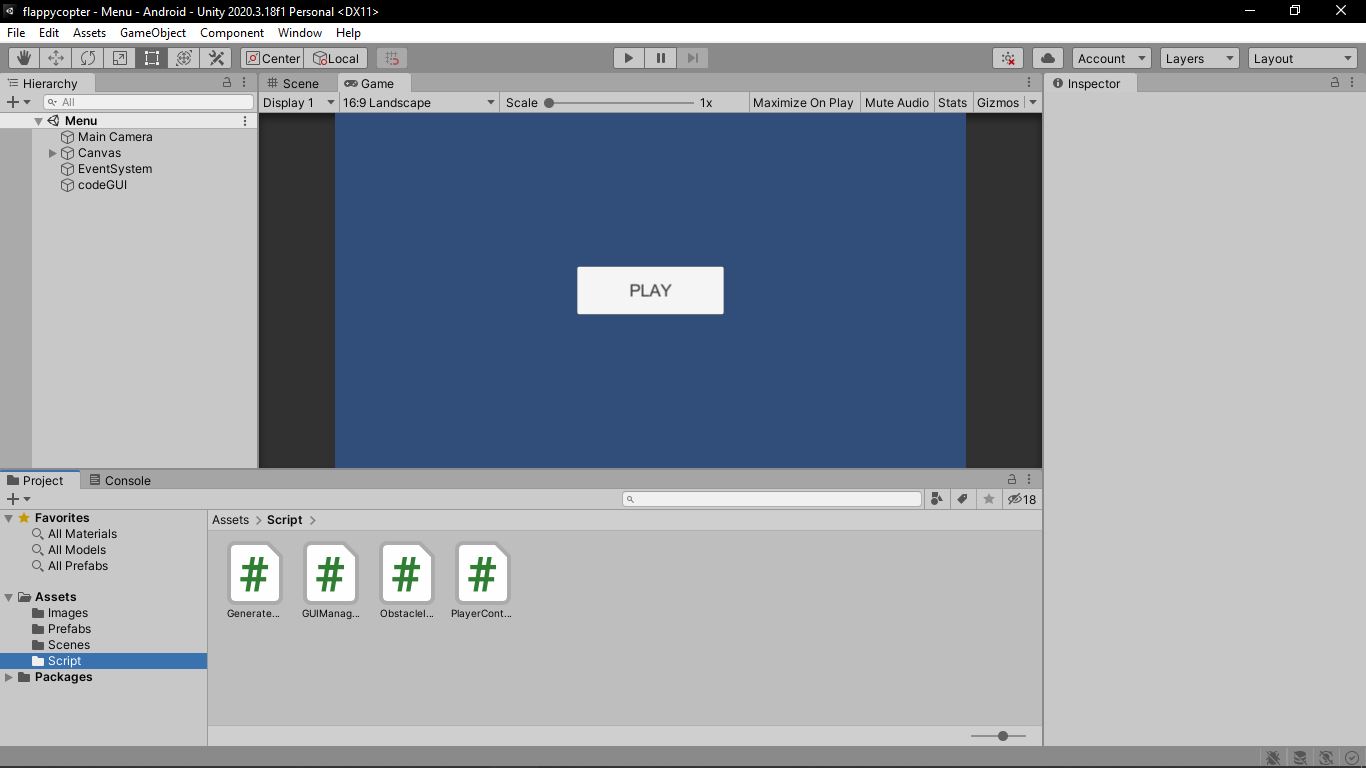 flappycopter - Menu - Android - Unity 2020.3.18f1 Personal <DX11>
File Edit Assets GameObject Component Window Help
Center Local Account Layers Layout
Hierarchy
All
Menu
Main Camera
Canvas
EventSystem
codeGUI
Scene Game
Display 1 16:9 Landscape Scale 1x Maximize On Play Mute Audio Stats Gizmos
PLAY
Inspector
Project Console
18
Favorites
All Materials
All Models
All Prefabs
Assets
Images
Prefabs
Scenes
Script
Packages
Assets > Script >
# # # #
Generate... GUIManag... ObstacleI... PlayerCont...